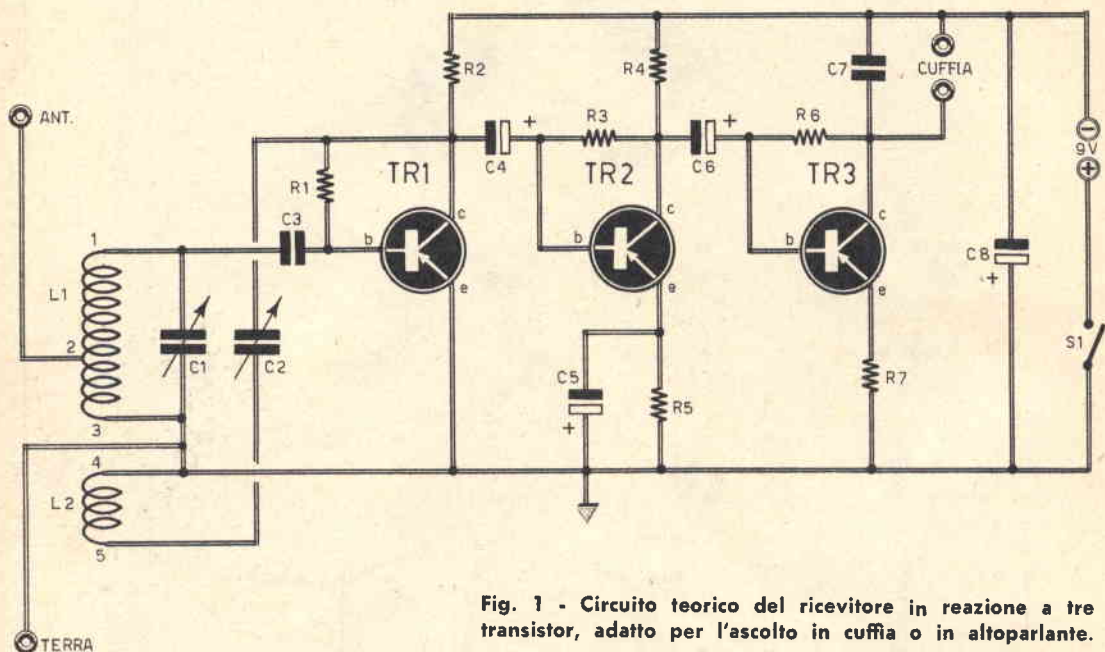 ANT.
R2
R4
C7
CUFFIA
C4
+
R3
C6
+
R6
−
9V
+
R1
TR1
TR2
TR3
C3
b
c
e
b
c
e
b
c
e
C8
+
1
L1
2
3
C1
C2
C5
+
R5
R7
S1
4
L2
5
TERRA
Fig. 1 - Circuito teorico del ricevitore in reazione a tre
transistor, adatto per l'ascolto in cuffia o in altoparlante.